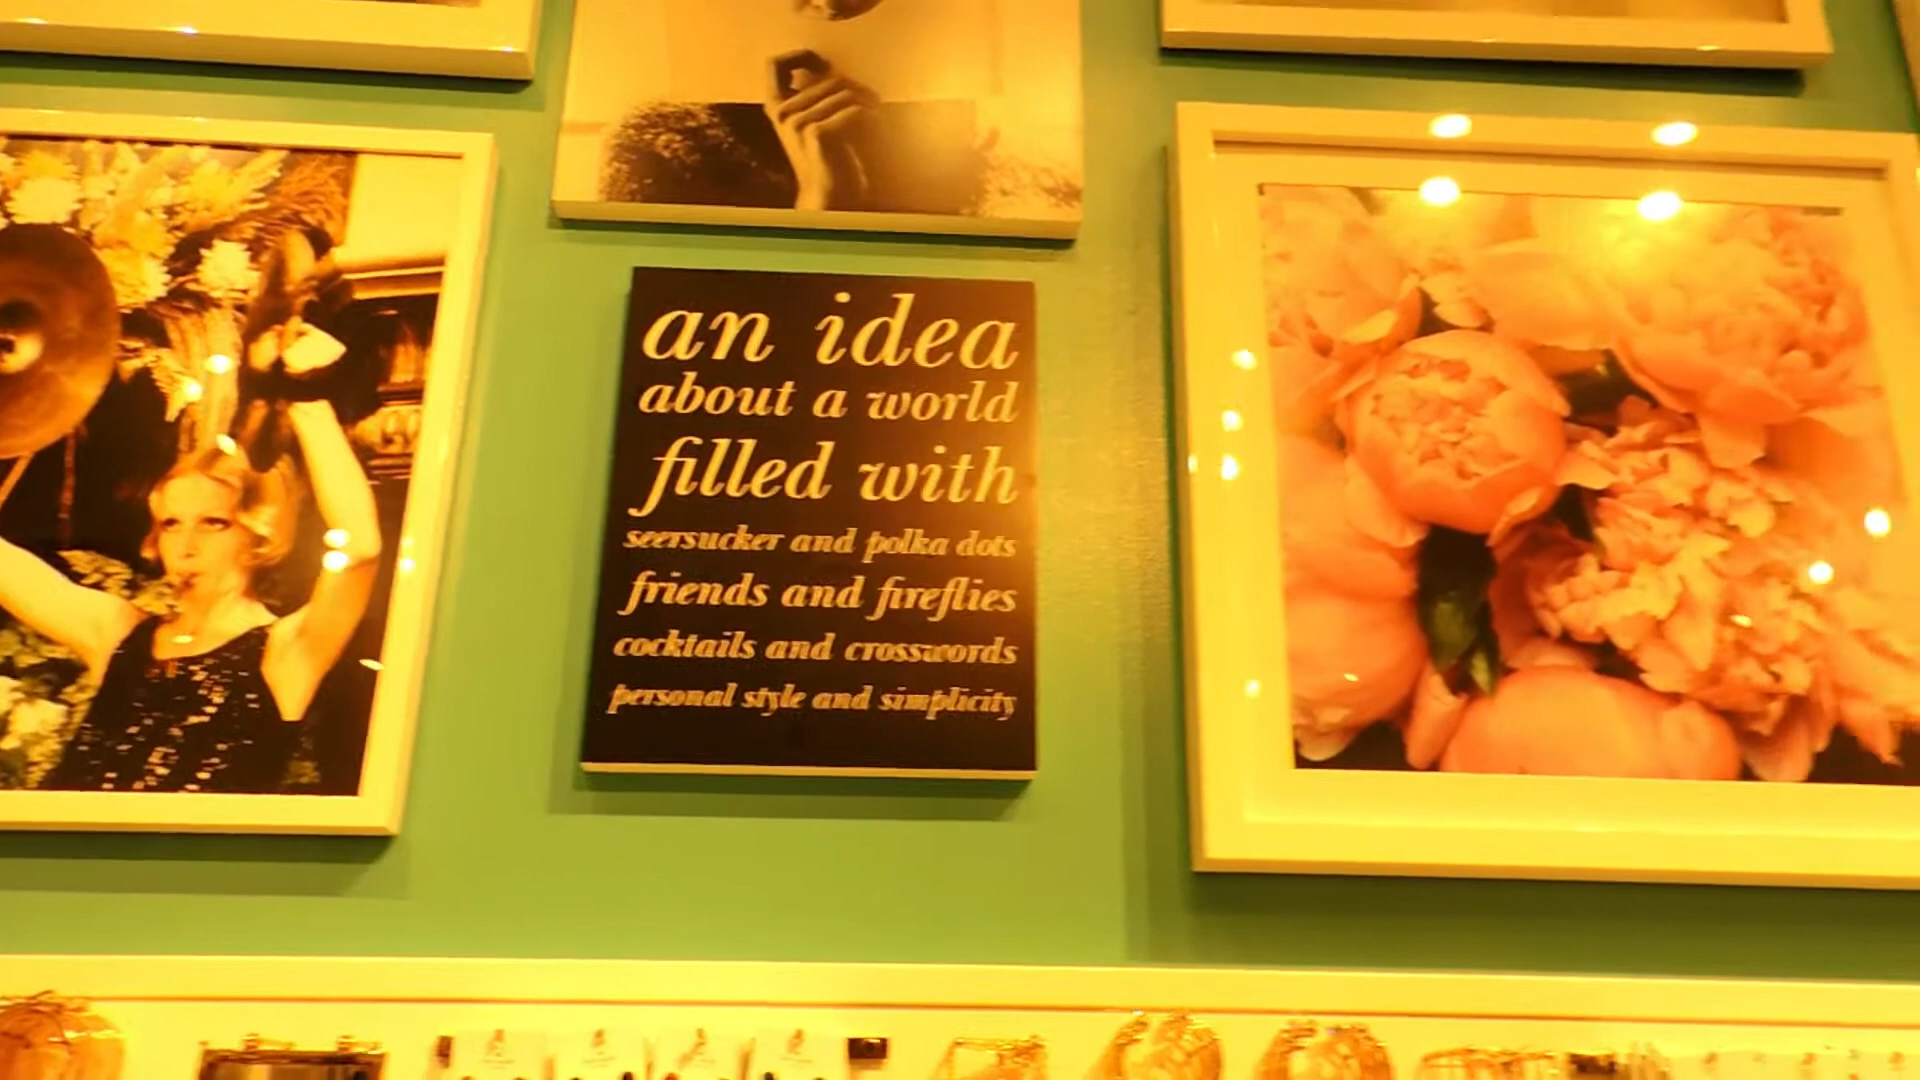 an idea
about a world
filled with
seersucker and polka dots
friends and fireflies
cocktails and crosswords
personal style and simplicity